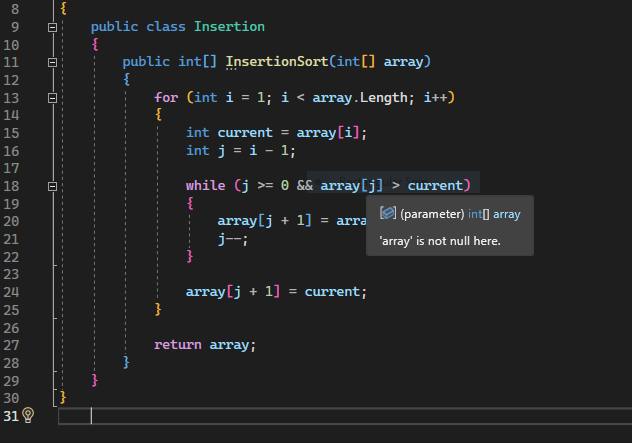 8 {
9 public class Insertion
10 {
11 public int[] InsertionSort(int[] array)
12 {
13 for (int i = 1; i < array.Length; i++)
14 {
15 int current = array[i];
16 int j = i - 1;
17
18 while (j >= 0 && array[j] > current)
19 {
20 array[j + 1] = arra
21 j--;
22 }
23
24 array[j + 1] = current;
25 }
26
27 return array;
28 }
29 }
30 }
31
(parameter) int[] array
'array' is not null here.